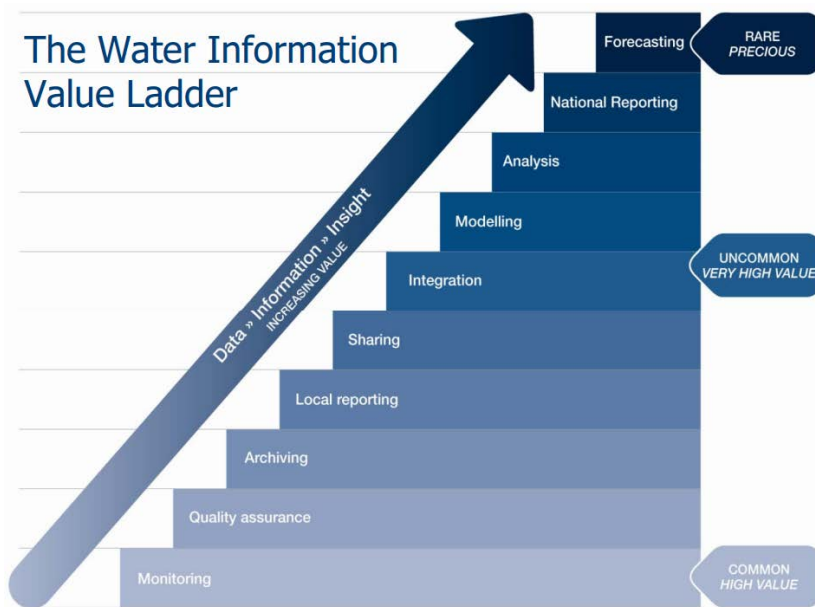 The Water Information
Value Ladder
Data » Information » Insight
INCREASING VALUE
Forecasting
RARE
PRECIOUS
National Reporting
Analysis
Modelling
Integration
UNCOMMON
VERY HIGH VALUE
Sharing
Local reporting
Archiving
Quality assurance
Monitoring
COMMON
HIGH VALUE